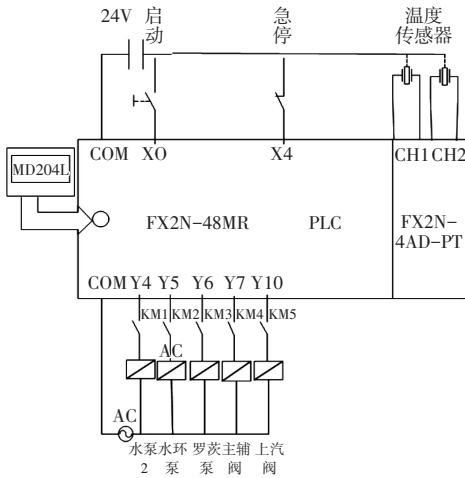 24V 启动 急停 温度传感器
COM XO X4 CH1 CH2
MD204L
FX2N-48MR PLC FX2N-4AD-PT
COM Y4 Y5 Y6 Y7 Y10
KM1 KM2 KM3 KM4 KM5
AC
AC
水泵2 水环泵 罗茨泵 主辅阀 上汽阀